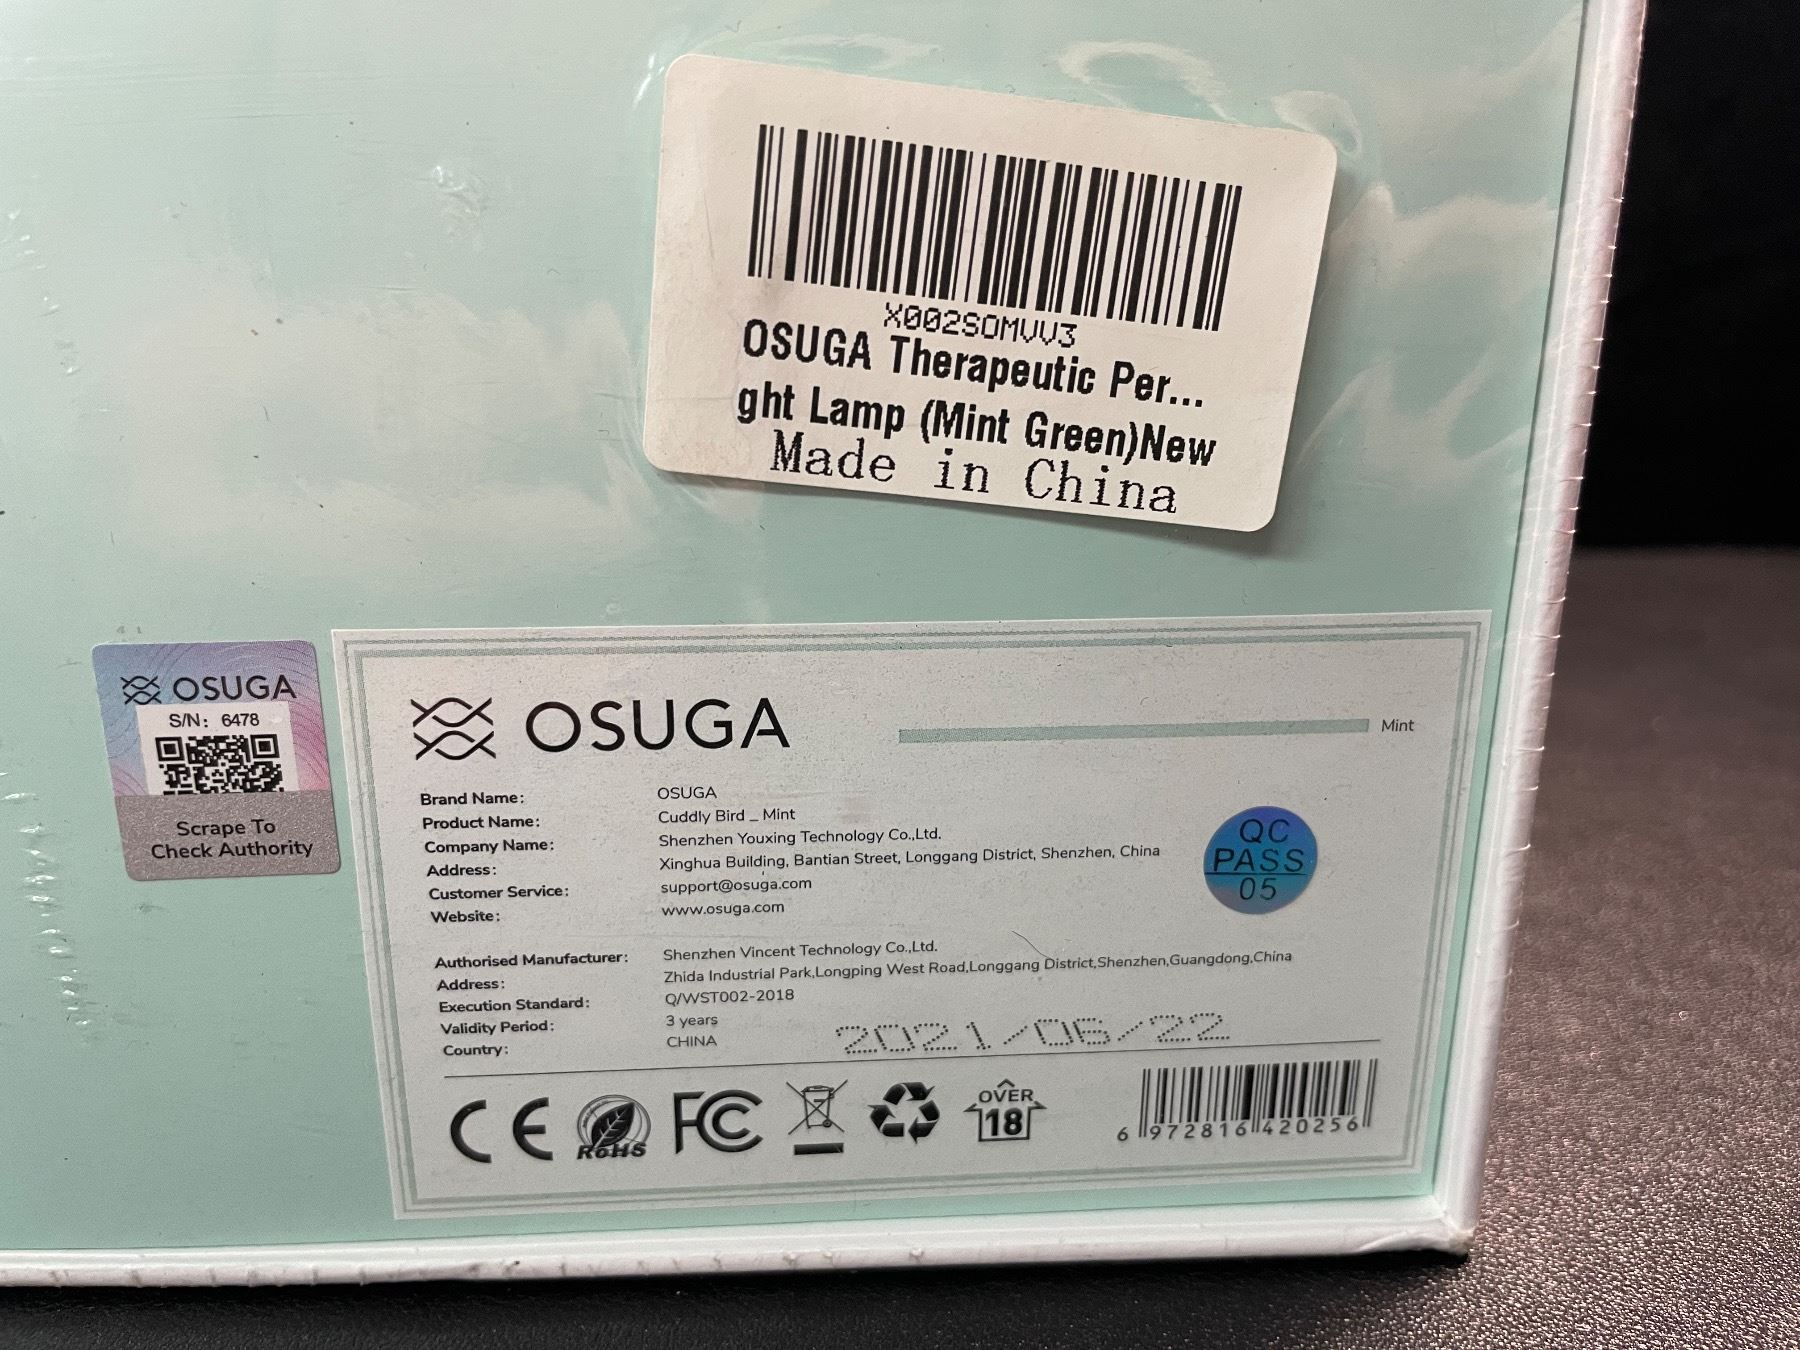 X002SOMVV3
OSUGA Therapeutic Per...
ght Lamp (Mint Green)New
Made in China
OSUGA
S/N: 6478
Scrape To
Check Authority
OSUGA
Mint
Brand Name: OSUGA
Product Name: Cuddly Bird _ Mint
Company Name: Shenzhen Youxing Technology Co.,Ltd.
Address: Xinghua Building, Bantian Street, Longgang District, Shenzhen, China
Customer Service: support@osuga.com
Website: www.osuga.com
QC
PASS
05
Authorised Manufacturer: Shenzhen Vincent Technology Co.,Ltd.
Address: Zhida Industrial Park,Longping West Road,Longgang District,Shenzhen,Guangdong,China
Execution Standard: Q/WST002-2018
Validity Period: 3 years
Country: CHINA
2021/06/22
CE
RoHS
FC
OVER
18
6 972816 420256